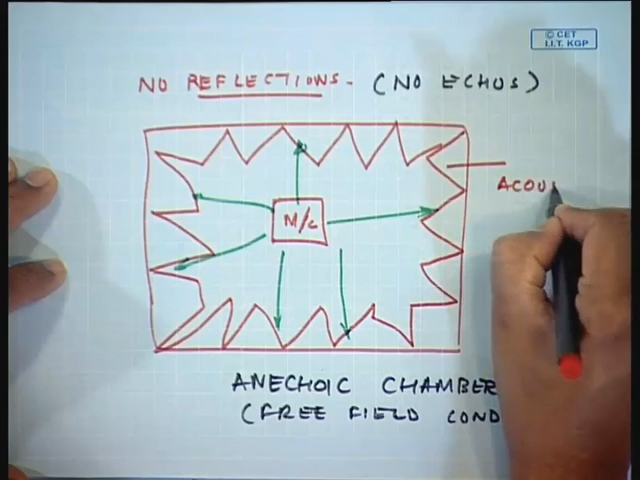 © CET
I.I.T. KGP
NO REFLECTIONS. (NO ECHOS)
ACOU
M/c
ANECHOIC CHAMBER
(FREE FIELD COND